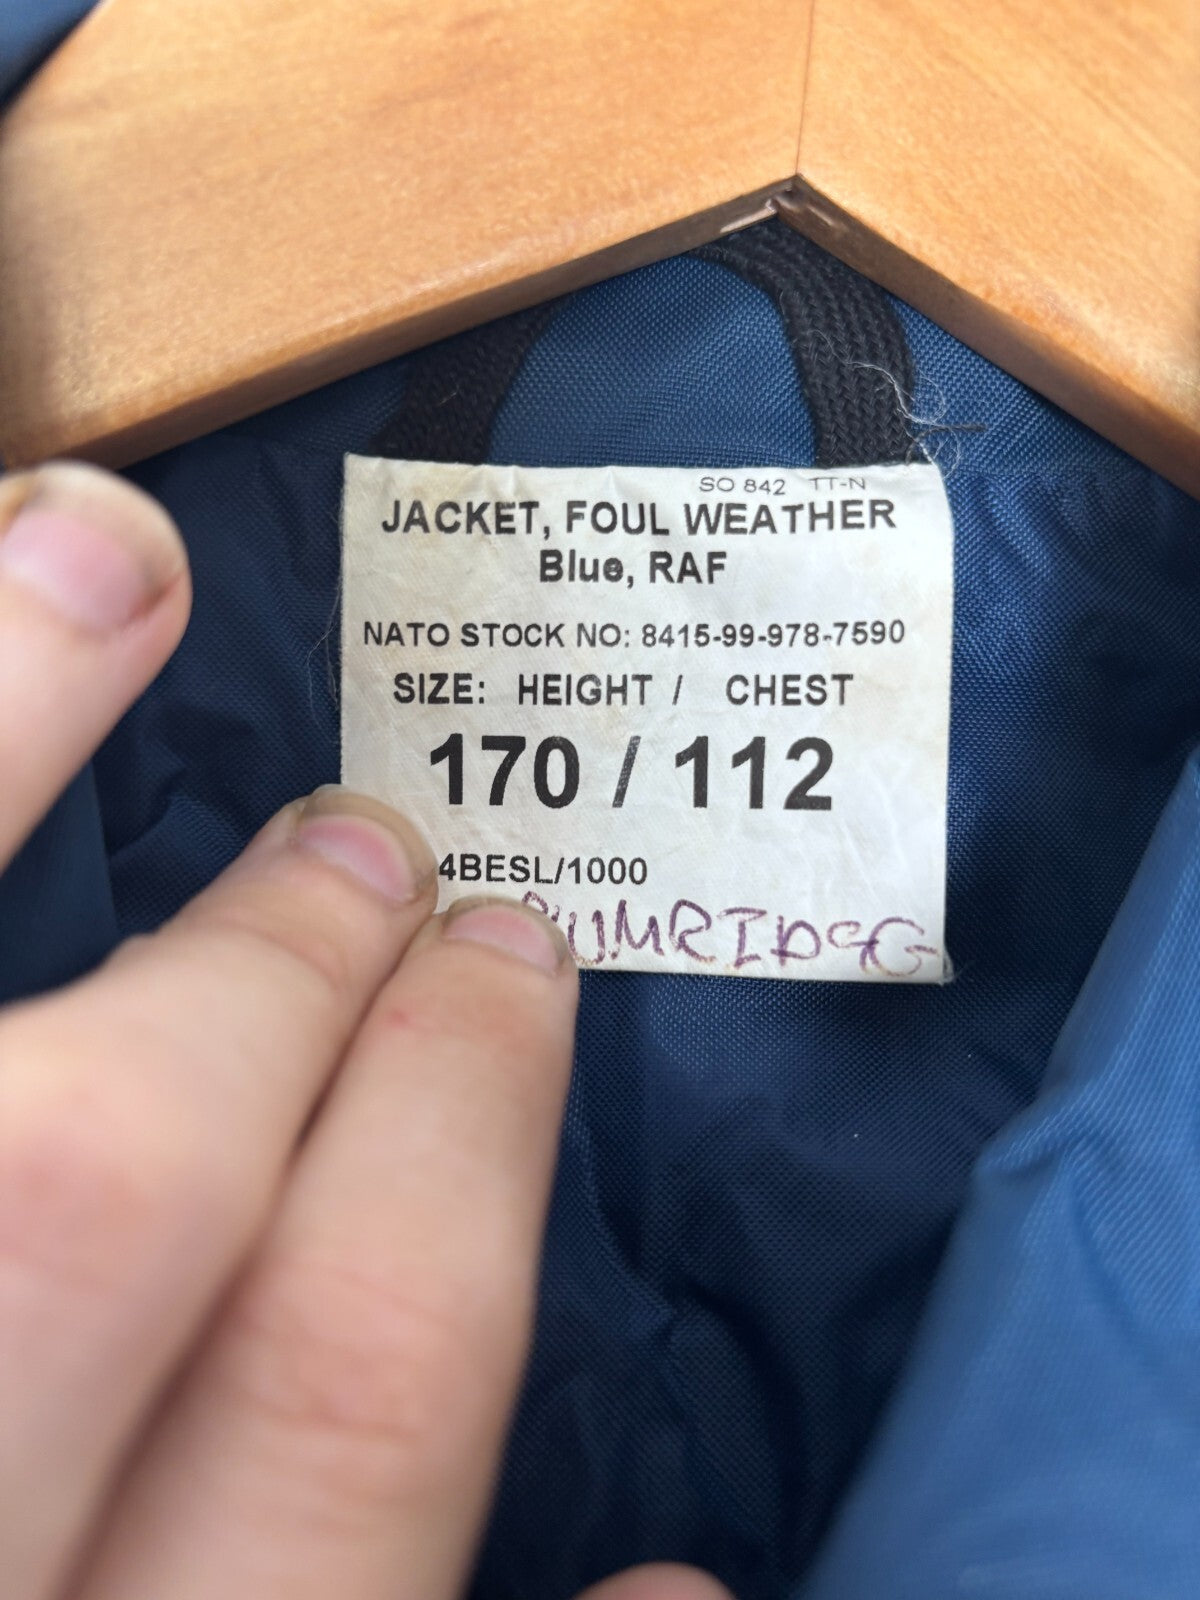 SO 842 TT-N
JACKET, FOUL WEATHER
Blue, RAF
NATO STOCK NO: 8415-99-978-7590
SIZE: HEIGHT / CHEST
170 / 112
4BESL/1000